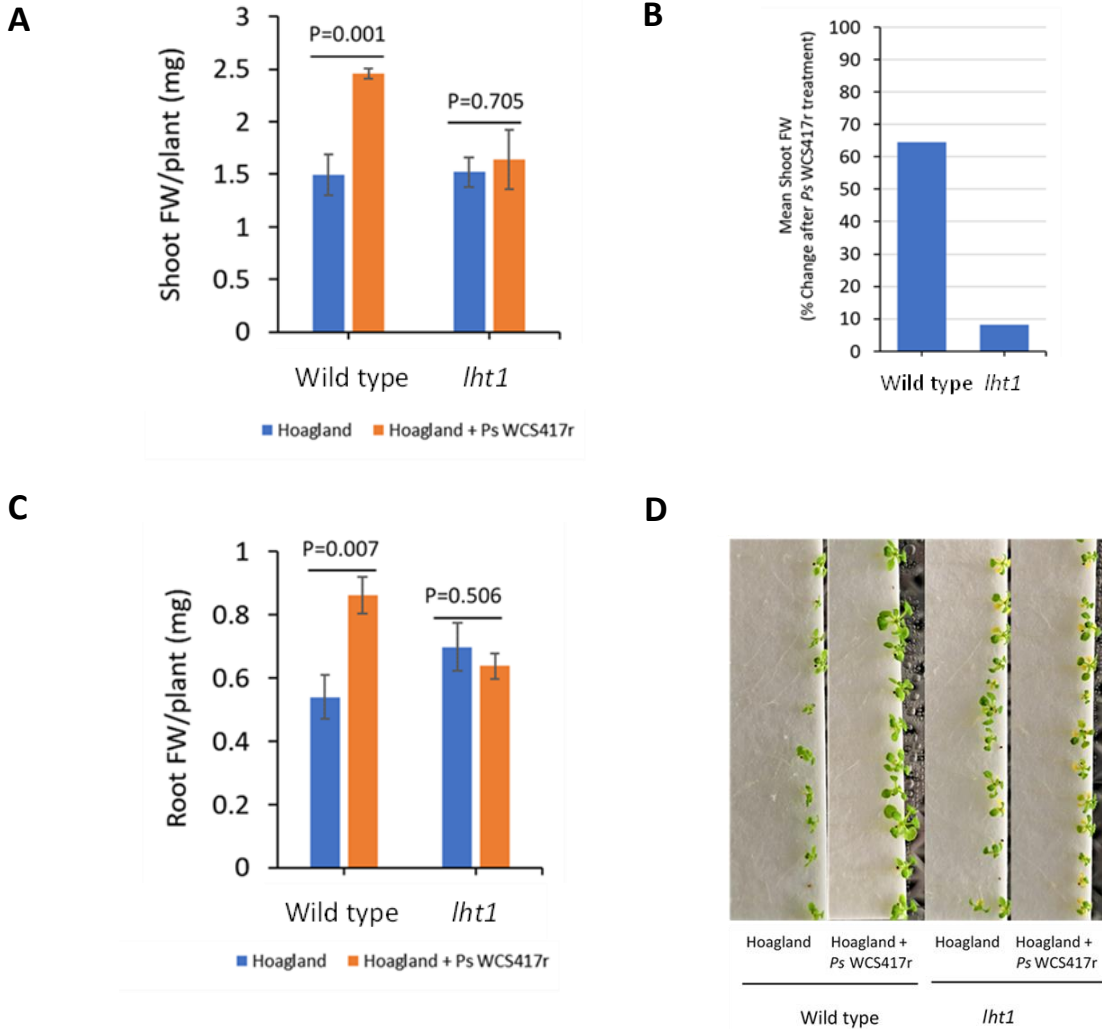 A
Shoot FW/plant (mg)
3
2.5
2
1.5
1
0.5
0
P=0.001
P=0.705
Wild type lht1
Hoagland Hoagland + Ps WCS417r
B
Mean Shoot FW
(% Change after Ps WCS417r treatment)
100
90
80
70
60
50
40
30
20
10
0
Wild type lht1
C
Root FW/plant (mg)
1
0.8
0.6
0.4
0.2
0
P=0.007
P=0.506
Wild type lht1
Hoagland Hoagland + Ps WCS417r
D
Hoagland Hoagland + Hoagland Hoagland +
Ps WCS417r Ps WCS417r
Wild type lht1